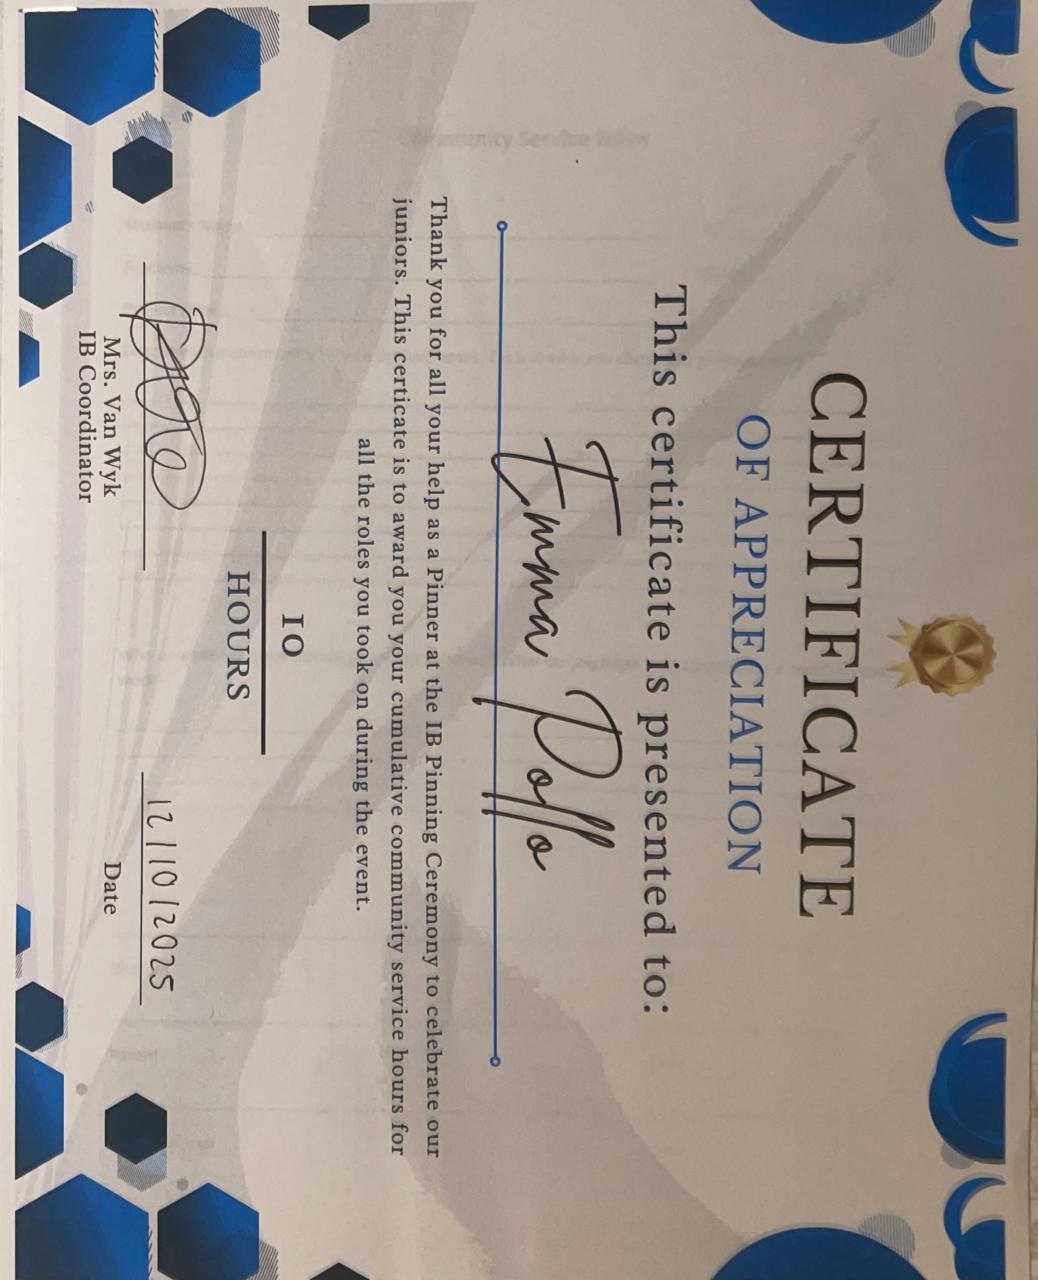 CERTIFICATE
OF APPRECIATION
This certificate is presented to:
Emma Pollo
Thank you for all your help as a Pinner at the IB Pinning Ceremony to celebrate our
juniors. This certicate is to award you your cumulative community service hours for
all the roles you took on during the event.
10
HOURS
12/10/2025
Mrs. Van Wyk
IB Coordinator
Date
Community Service Form